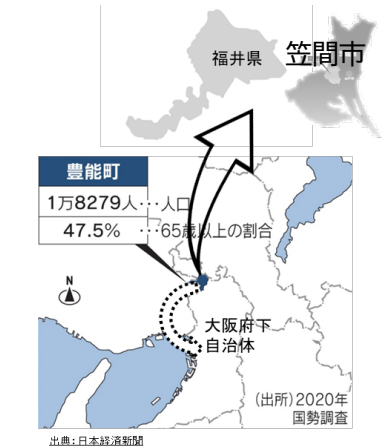 福井県
笠間市
豊能町
1万8279人･･･人口
47.5% ･･･65歳以上の割合
N
大阪府下
自治体
(出所)2020年
国勢調査
出典:日本経済新聞